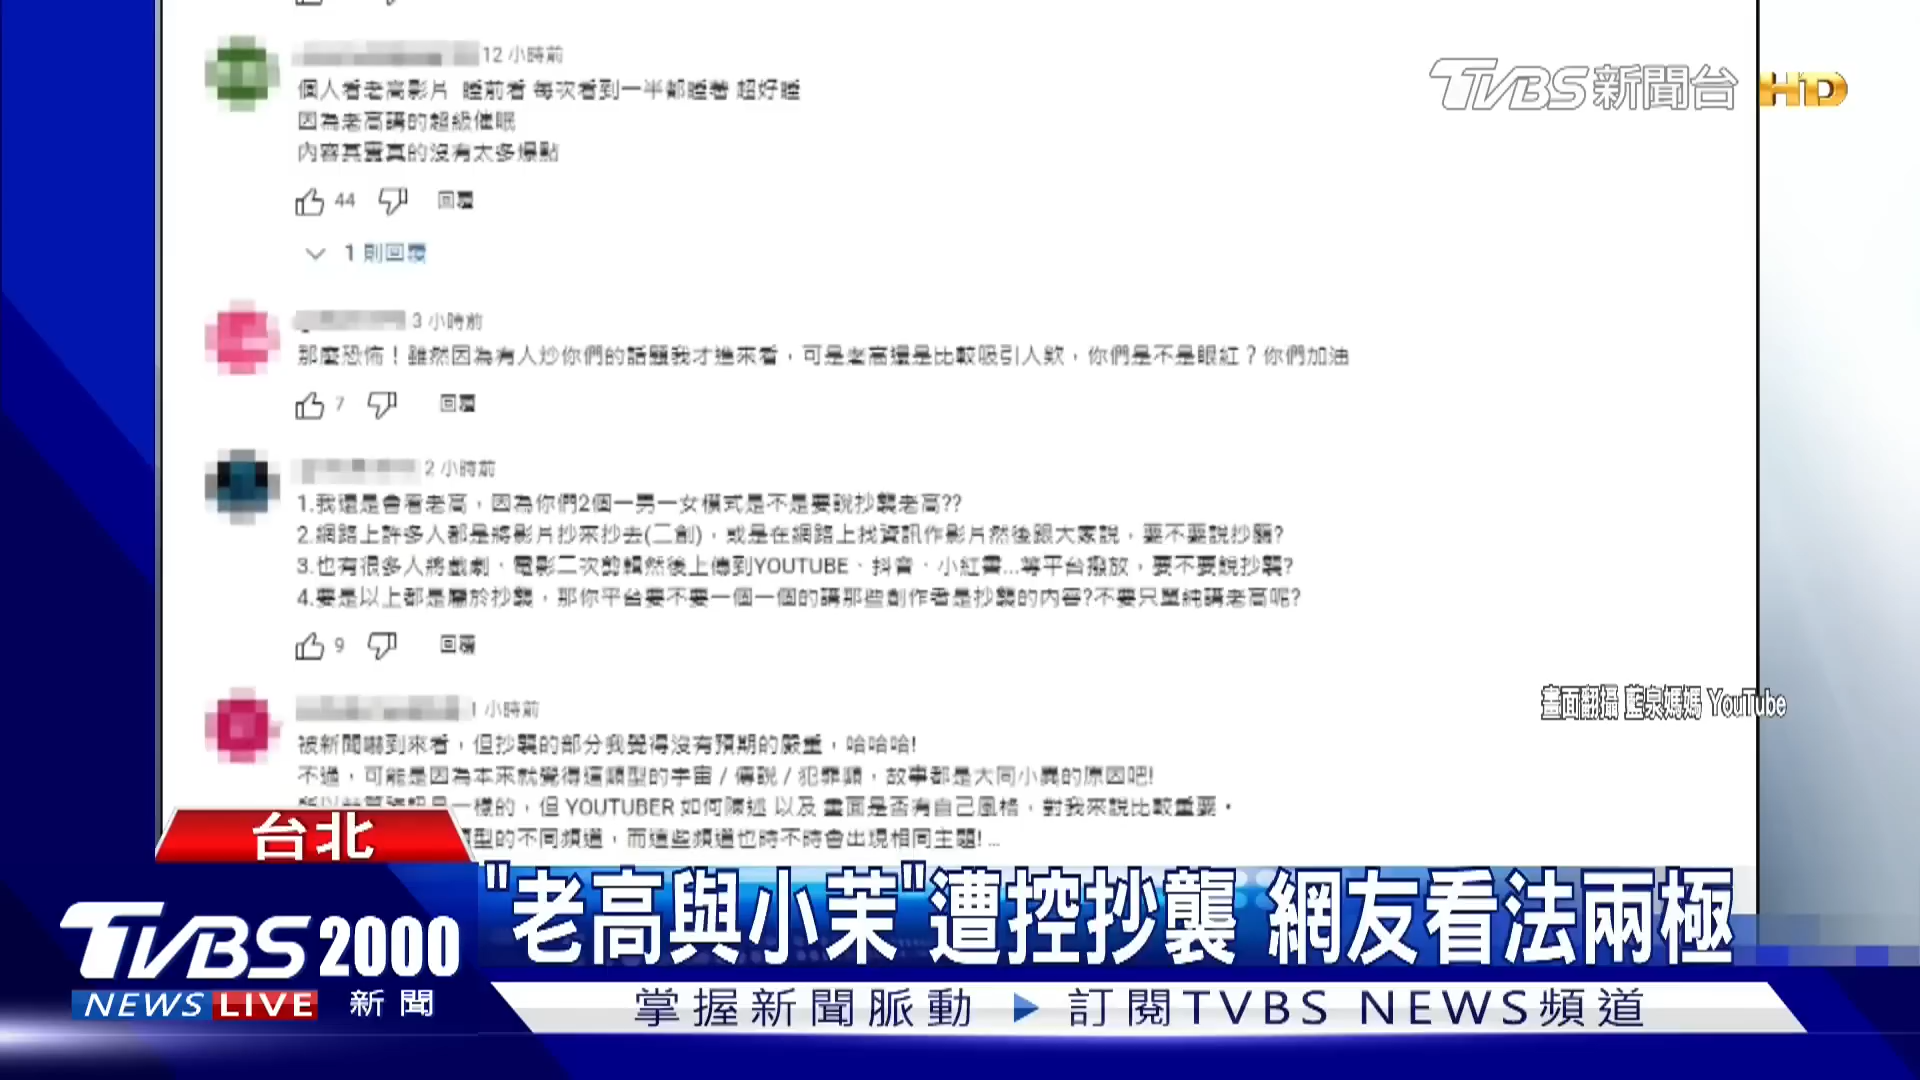 12 小時前
個人看老高影片 睡前看 每次看到一半都睡著 超好睡
因為老高講的超級催眠
內容其實真的沒有太多爆點
44 回覆
1 則回覆
3 小時前
那麼恐怖！雖然因為有人炒你們的話題我才進來看，可是老高還是比較吸引人欸，你們是不是眼紅？你們加油
7 回覆
2 小時前
1.我還是會看老高，因為你們2個一男一女模式是不是要說抄襲老高??
2.網路上許多人都是將影片抄來抄去(二創)，或是在網路上找資訊作影片然後跟大家說，要不要說抄襲?
3.也有很多人將戲劇、電影二次剪輯然後上傳到YOUTUBE、抖音、小紅書...等平台撥放，要不要說抄襲?
4.要是以上都是屬於抄襲，那你平台要不要一個一個的講那些創作者是抄襲的內容?不要只單純講老高呢?
9 回覆
1 小時前
被新聞嚇到來看，但抄襲的部分我覺得沒有預期的嚴重，哈哈哈!
不過，可能是因為本來就覺得這類型的宇宙 / 傳說 / 犯罪類，故事都是大同小異的原因吧!
一樣的，但 YOUTUBER 如何陳述 以及 畫面是否有自己風格，對我來說比較重要。
類型的不同頻道，而這些頻道也時不時會出現相同主題! ...
TVBS新聞台 HD
畫面翻攝 藍泉媽媽 YouTube
台北
"老高與小茉"遭控抄襲 網友看法兩極
TVBS 2000
NEWS LIVE 新聞
掌握新聞脈動 ▶ 訂閱TVBS NEWS頻道